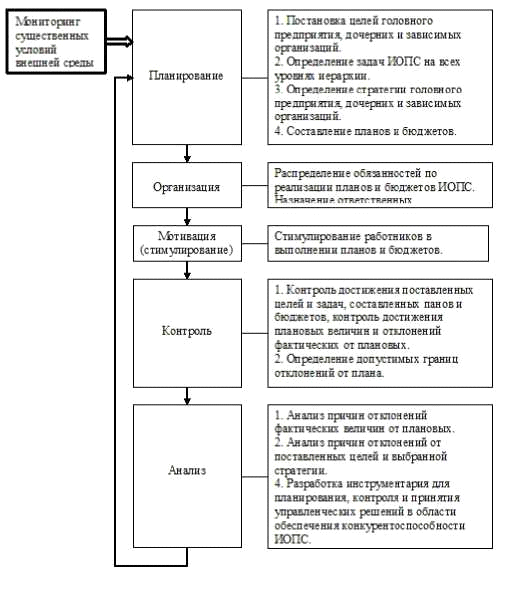 Мониторинг
существенных
условий
внешней среды
Планирование
1. Постановка целей головного
предприятия, дочерних и зависимых
организаций.
2. Определение задач ИОПС на всех
уровнях иерархии.
3. Определение стратегии головного
предприятия, дочерних и зависимых
организаций.
4. Составление планов и бюджетов.
Организация
Распределение обязанностей по
реализации планов и бюджетов ИОПС.
Назначение ответственных
Мотивация
(стимулирование)
Стимулирование работников в
выполнении планов и бюджетов.
Контроль
1. Контроль достижения поставленных
целей и задач, составленных панов и
бюджетов, контроль достижения
плановых величин и отклонений
фактических от плановых.
2. Определение допустимых границ
отклонений от плана.
Анализ
1. Анализ причин отклонений
фактических величин от плановых.
2. Анализ причин отклонений от
поставленных целей и выбранной
стратегии.
4. Разработка инструментария для
планирования, контроля и принятия
управленческих решений в области
обеспечения конкурентоспособности
ИОПС.